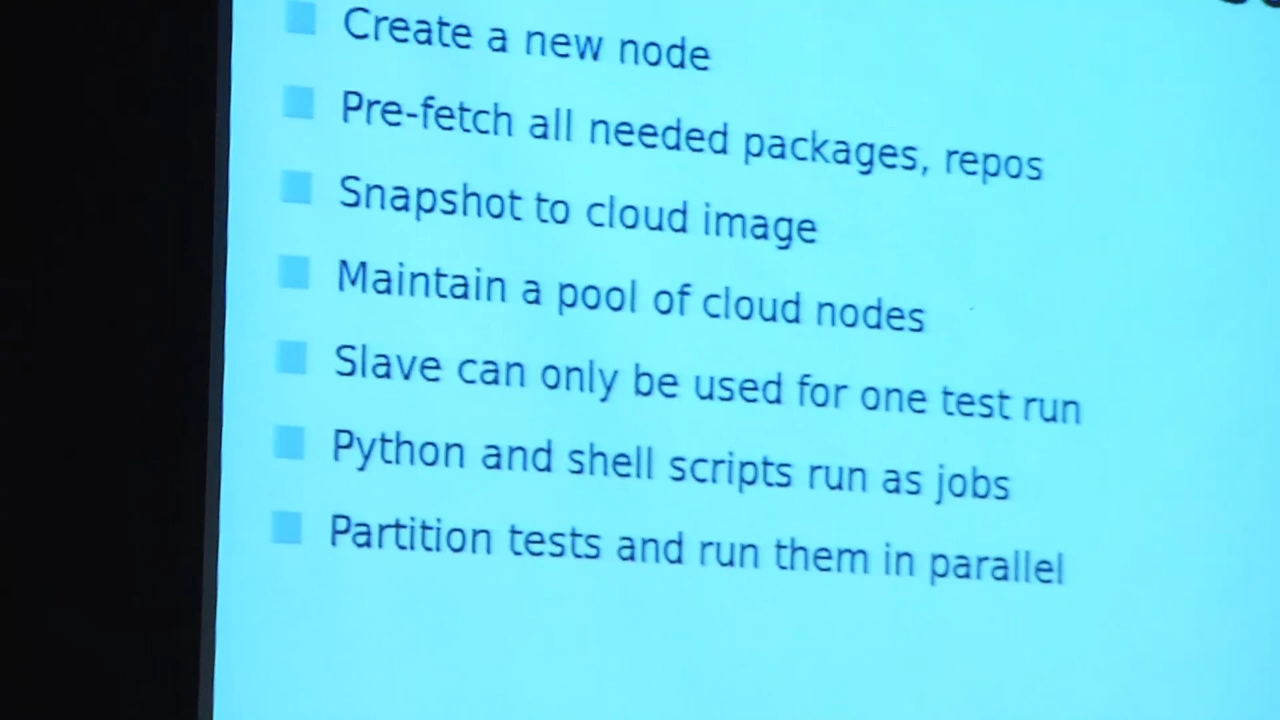 Create a new node
Pre-fetch all needed packages, repos
Snapshot to cloud image
Maintain a pool of cloud nodes
Slave can only be used for one test run
Python and shell scripts run as jobs
Partition tests and run them in parallel